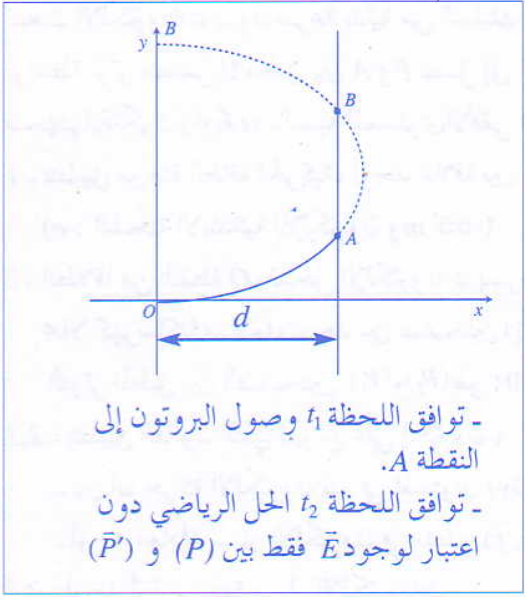 B
y
B
A
O
x
d
ـ توافق اللحظة t₁ وصول البروتون إلى
النقطة A.
ـ توافق اللحظة t₂ الحل الرياضي دون
اعتبار لوجود E⃗ فقط بين (P) و (P⃗)